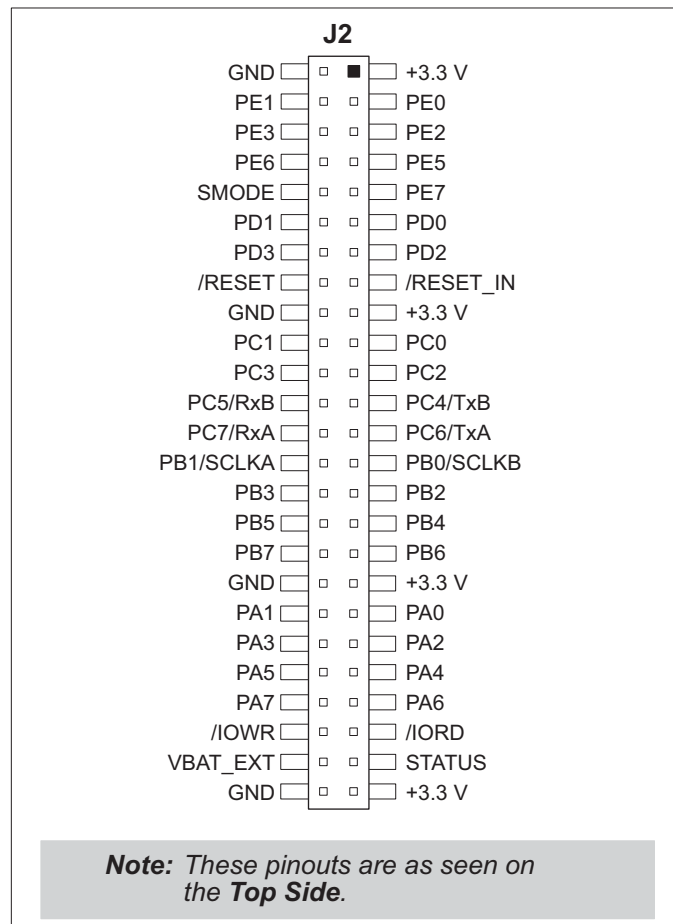 J2
GND +3.3 V
PE1 PE0
PE3 PE2
PE6 PE5
SMODE PE7
PD1 PD0
PD3 PD2
/RESET /RESET_IN
GND +3.3 V
PC1 PC0
PC3 PC2
PC5/RxB PC4/TxB
PC7/RxA PC6/TxA
PB1/SCLKA PB0/SCLKB
PB3 PB2
PB5 PB4
PB7 PB6
GND +3.3 V
PA1 PA0
PA3 PA2
PA5 PA4
PA7 PA6
/IOWR /IORD
VBAT_EXT STATUS
GND +3.3 V
Note: These pinouts are as seen on
the Top Side.